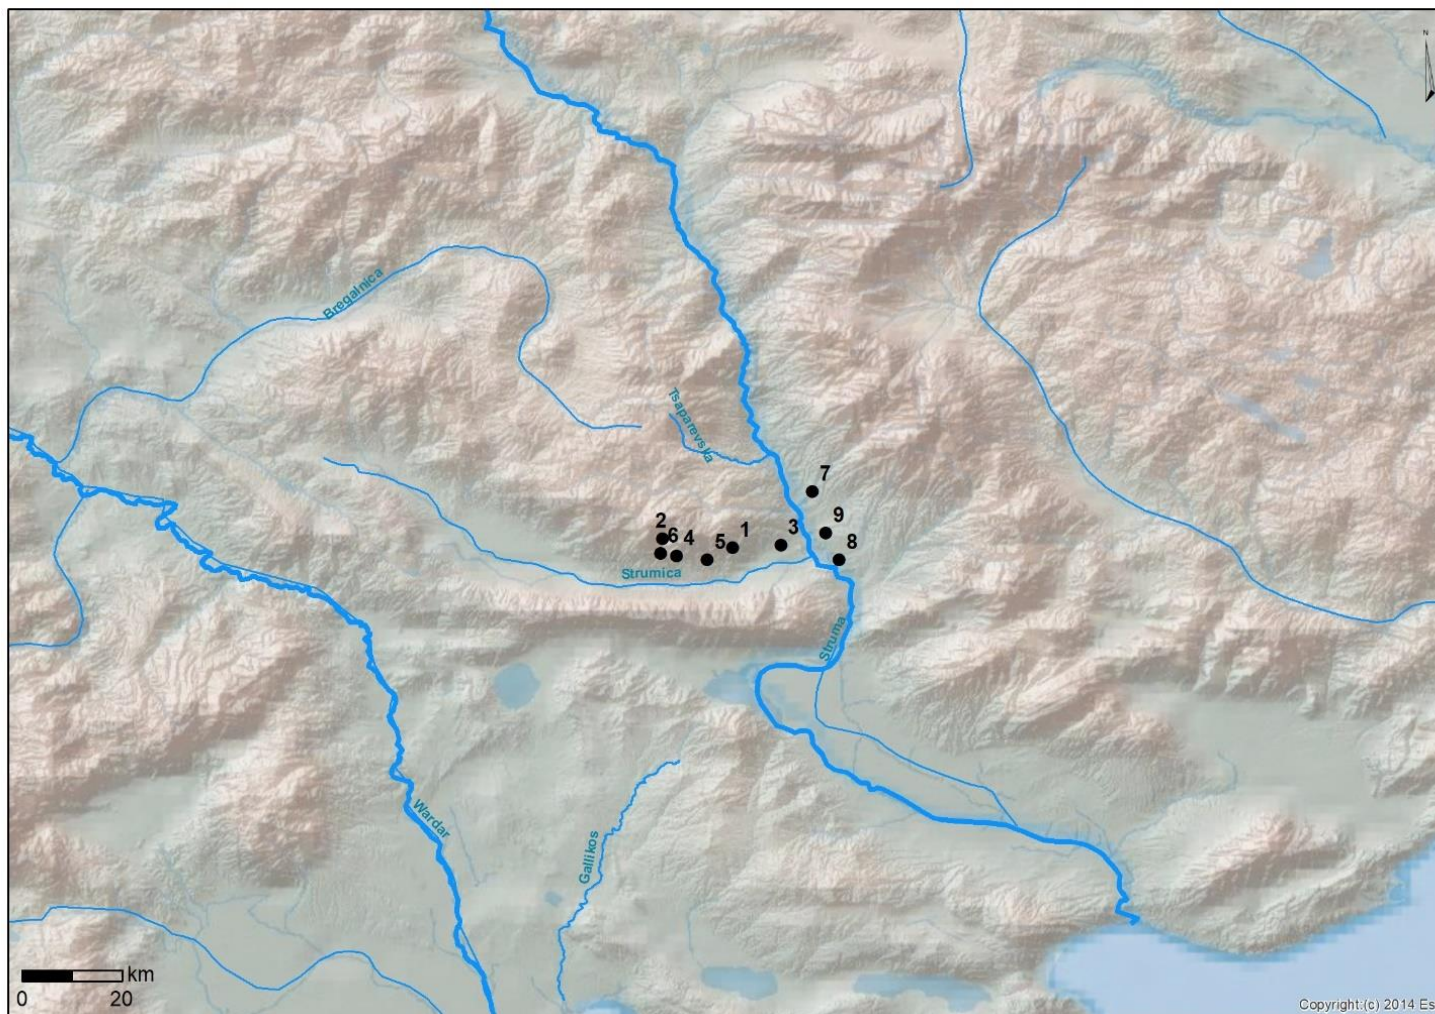 N
Bregalnica
Tsaparevska
7
9
2
6
4
5
1
3
8
Strumica
Struma
Wardar
Gallikos
km
0 20
Copyright:(c) 2014 Es